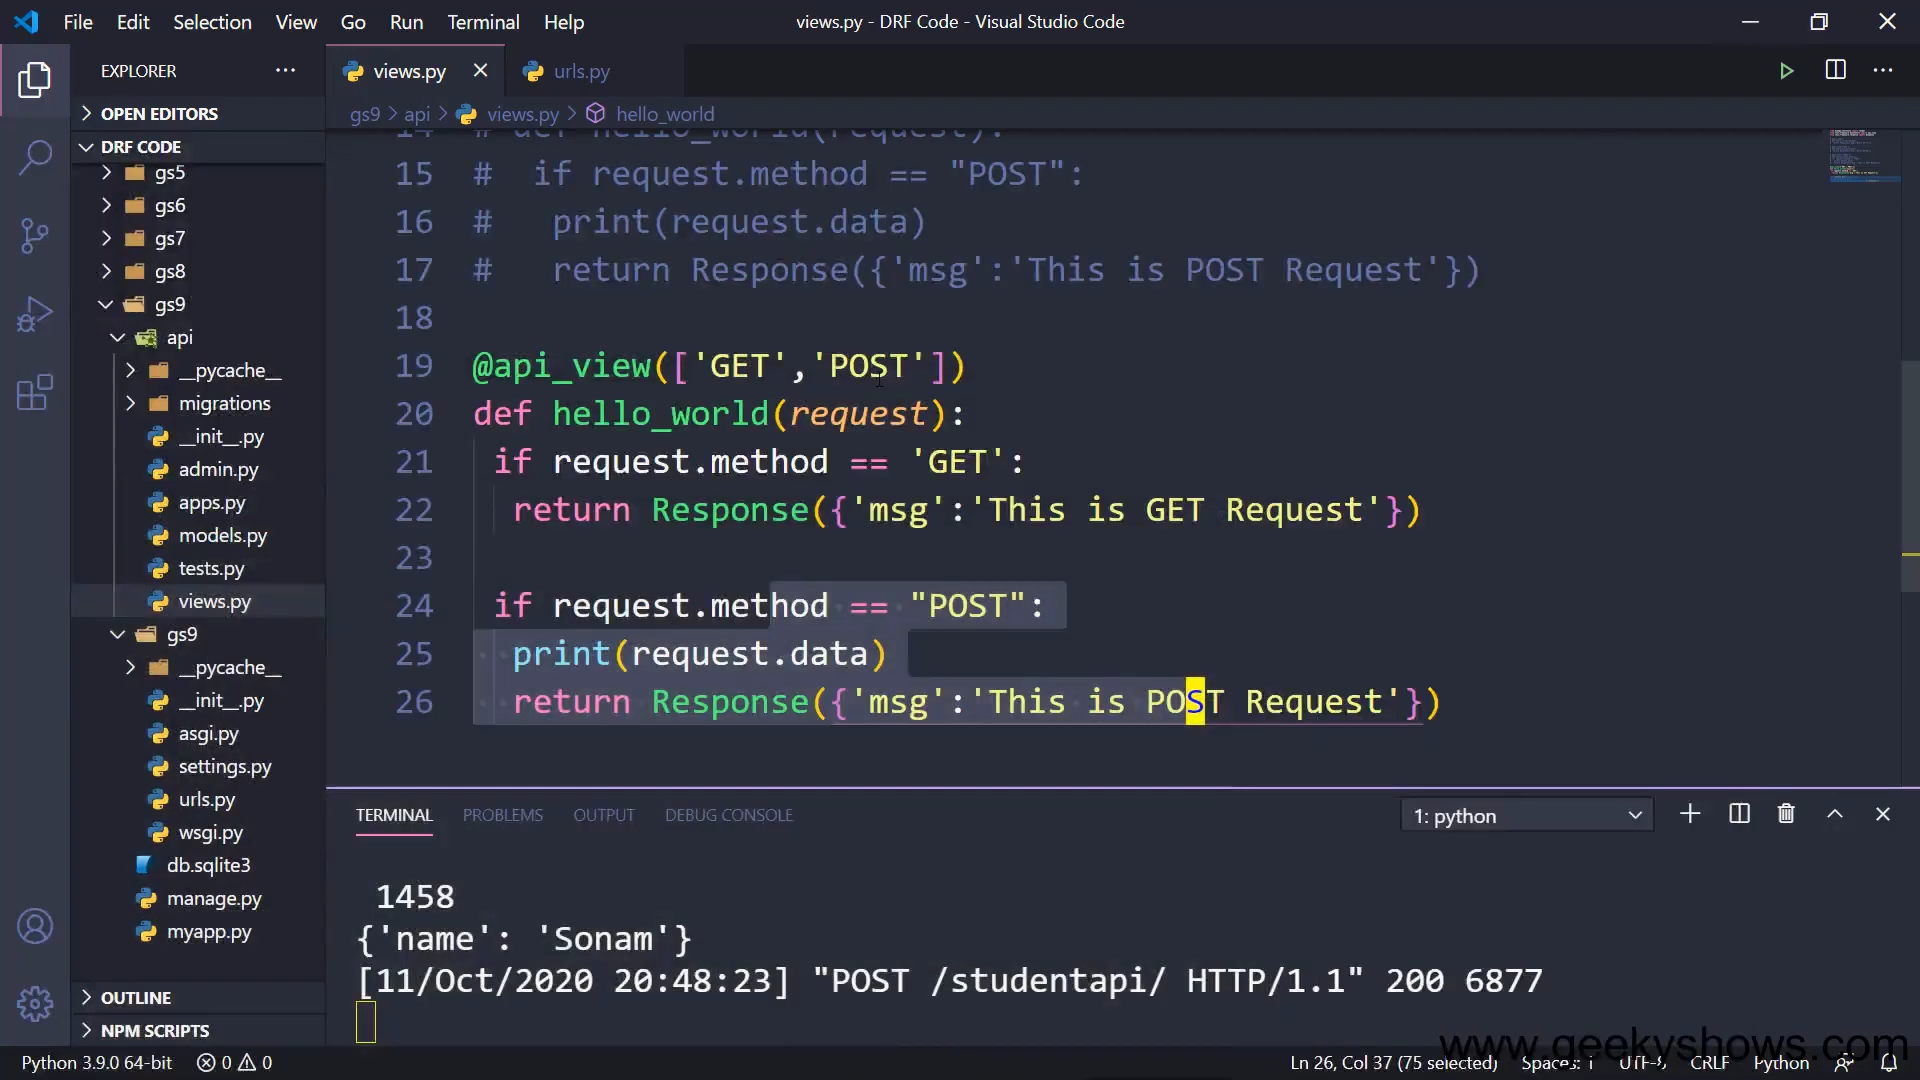 File Edit Selection View Go Run Terminal Help views.py - DRF Code - Visual Studio Code
EXPLORER
views.py urls.py
OPEN EDITORS
gs9 > api > views.py > hello_world
DRF CODE
gs5
gs6
gs7
gs8
gs9
api
__pycache__
migrations
__init__.py
admin.py
apps.py
models.py
tests.py
views.py
gs9
__pycache__
__init__.py
asgi.py
settings.py
urls.py
wsgi.py
db.sqlite3
manage.py
myapp.py
OUTLINE
NPM SCRIPTS
14 # def hello_world(request):
15 # if request.method == "POST":
16 # print(request.data)
17 # return Response({'msg':'This is POST Request'})
18
19 @api_view(['GET','POST'])
20 def hello_world(request):
21 if request.method == 'GET':
22 return Response({'msg':'This is GET Request'})
23
24 if request.method == "POST":
25 print(request.data)
26 return Response({'msg':'This is POST Request'})
TERMINAL PROBLEMS OUTPUT DEBUG CONSOLE 1: python
1458
{'name': 'Sonam'}
[11/Oct/2020 20:48:23] "POST /studentapi/ HTTP/1.1" 200 6877
www.geekyshows.com
Python 3.9.0 64-bit 0 0 Ln 26, Col 37 (75 selected) Spaces: 1 UTF-8 CRLF Python